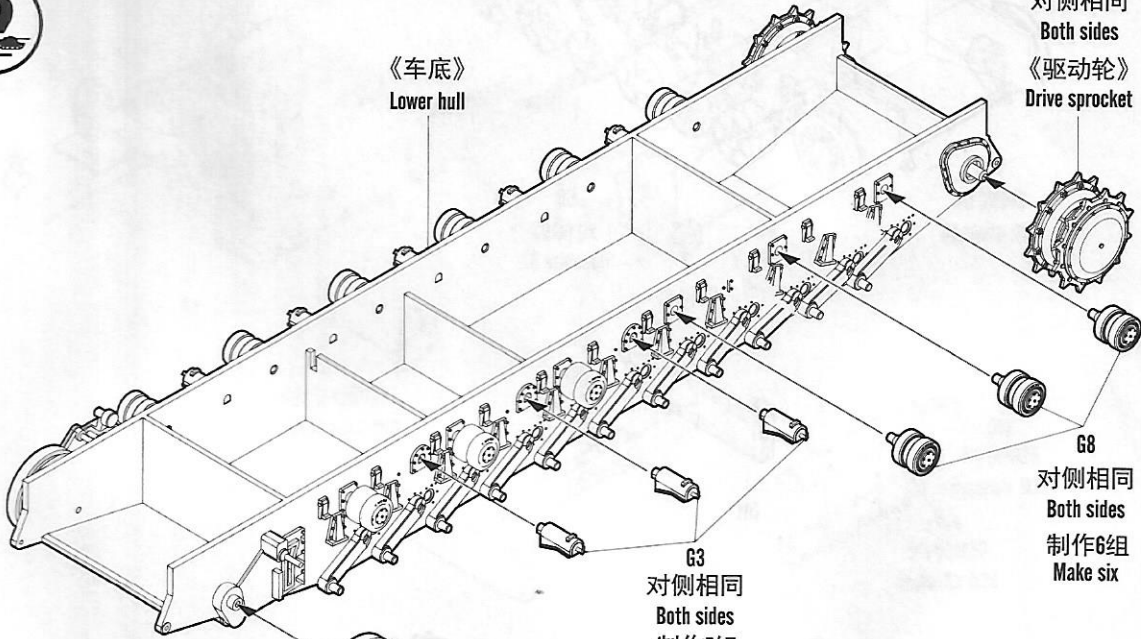 对侧相同
Both sides
《驱动轮》
Drive sprocket
《车底》
Lower hull
G8
对侧相同
Both sides
制作6组
Make six
G3
对侧相同
Both sides